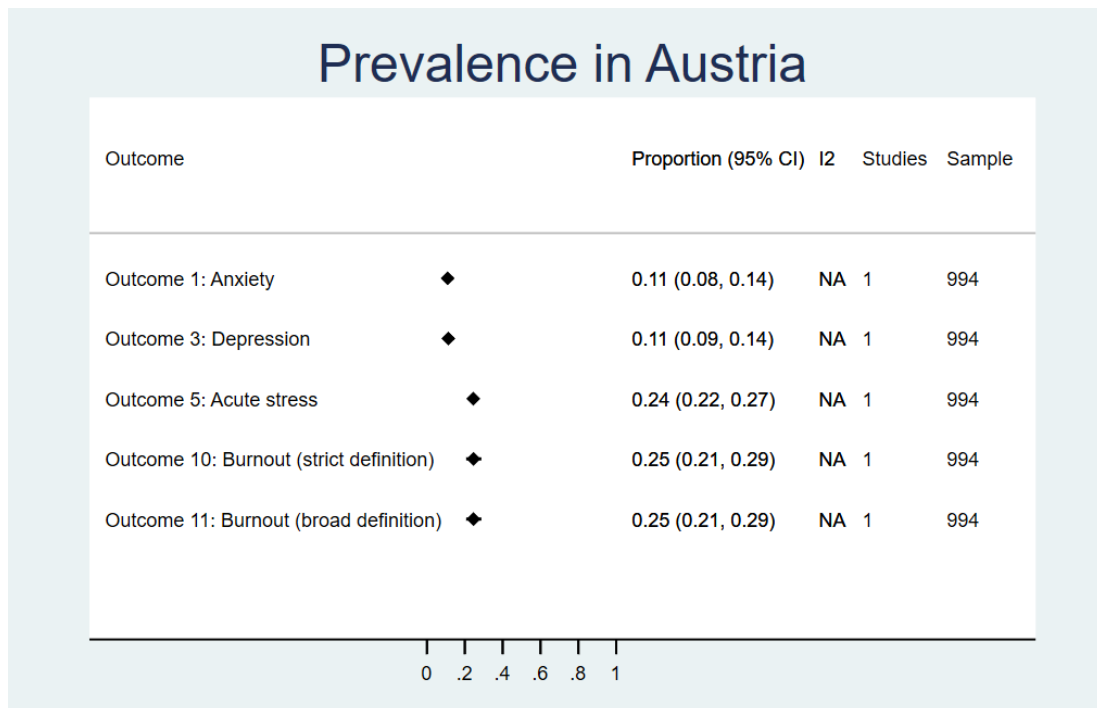 Prevalence in Austria
Outcome Proportion (95% CI) I2 Studies Sample
Outcome 1: Anxiety 0.11 (0.08, 0.14) NA 1 994
Outcome 3: Depression 0.11 (0.09, 0.14) NA 1 994
Outcome 5: Acute stress 0.24 (0.22, 0.27) NA 1 994
Outcome 10: Burnout (strict definition) 0.25 (0.21, 0.29) NA 1 994
Outcome 11: Burnout (broad definition) 0.25 (0.21, 0.29) NA 1 994
0 .2 .4 .6 .8 1